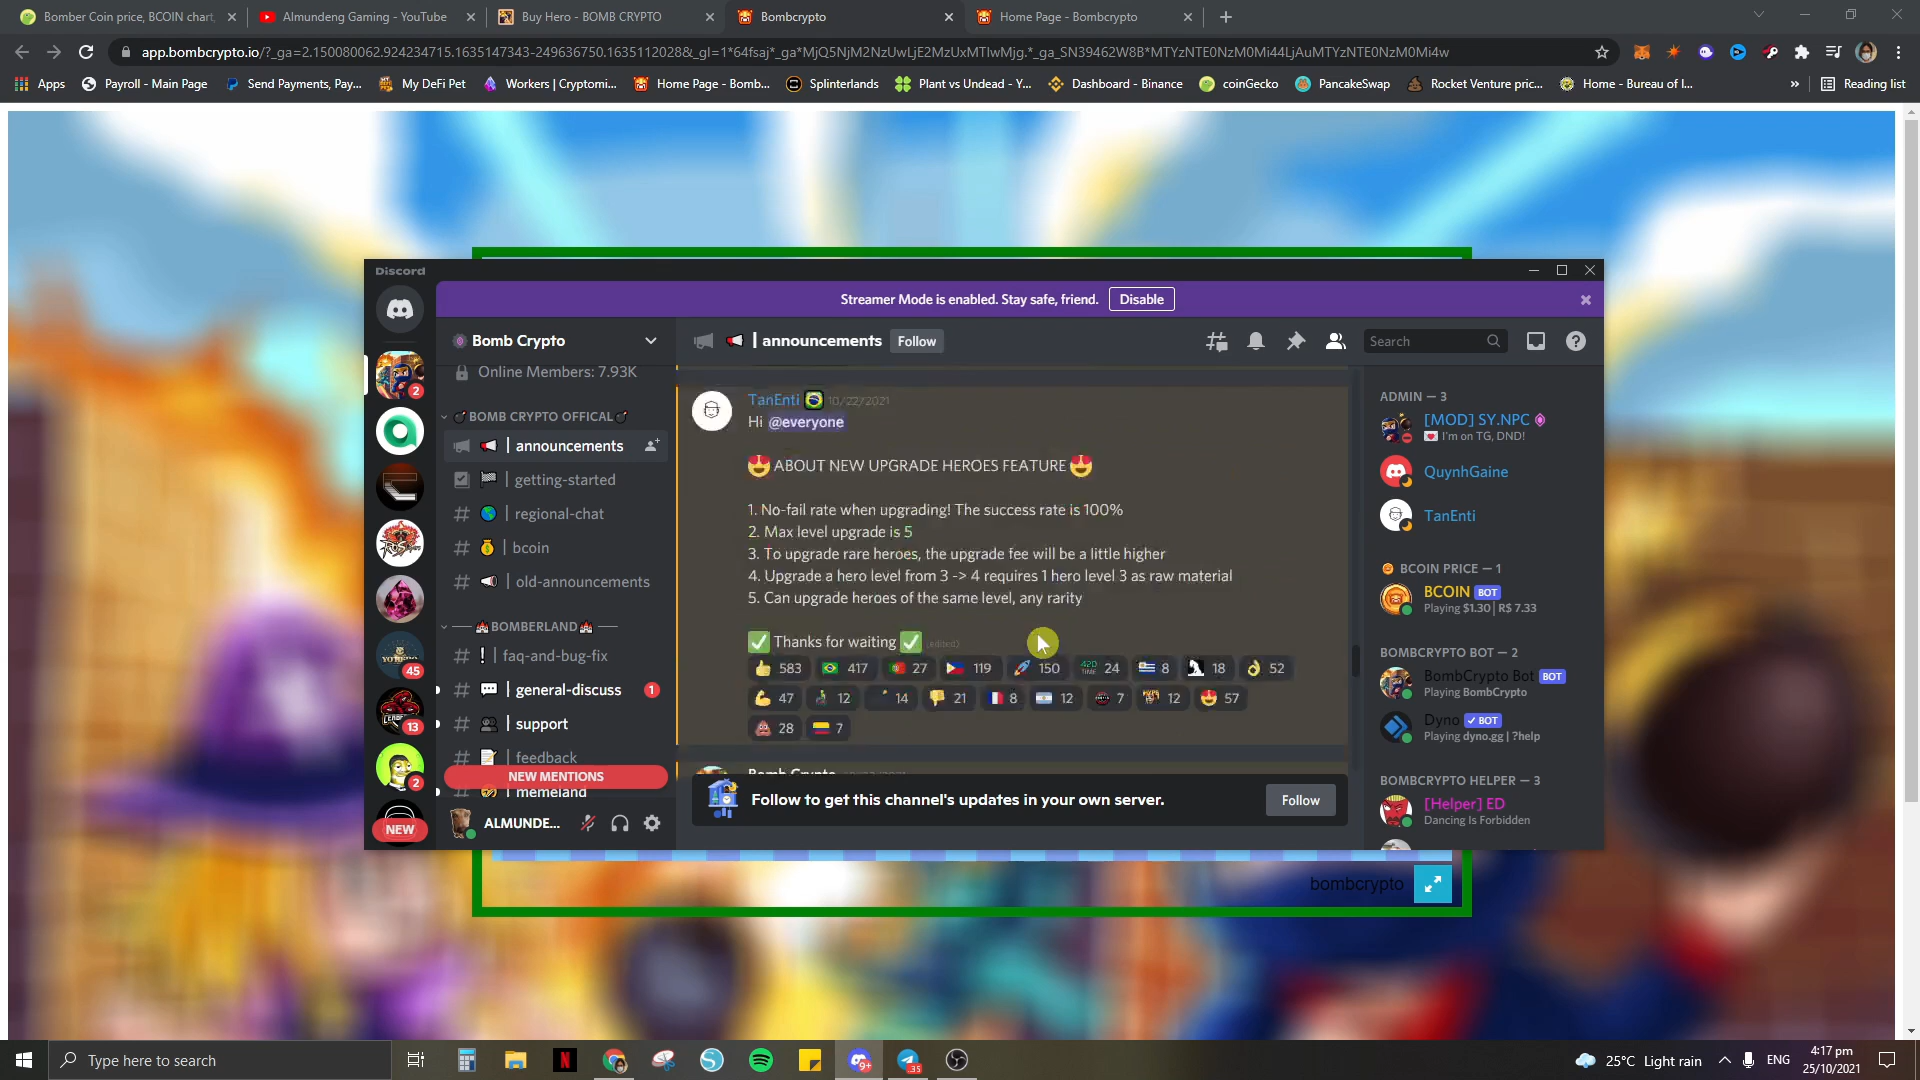 Bomber Coin price, BCOIN chart,
Almundeng Gaming - YouTube
Buy Hero - BOMB CRYPTO
Bombcrypto
Home Page - Bombcrypto
app.bombcrypto.io/?_ga=2.150080062.924234715.1635147343-249636750.1635112028&_gl=1*64fsaj*_ga*MjQ5NjM2NzUwLjE2MzUxMTIwMjg.*_ga_SN39462W8B*MTYzNTE0NzM0Mi44LjAuMTYzNTE0NzM0Mi4w
Apps
Payroll - Main Page
Send Payments, Pay...
My DeFi Pet
Workers | Cryptomi...
Home Page - Bomb...
Splinterlands
Plant vs Undead - Y...
Dashboard - Binance
coinGecko
PancakeSwap
Rocket Venture pric...
Home - Bureau of I...
Reading list
Discord
Streamer Mode is enabled. Stay safe, friend.
Disable
Bomb Crypto
| announcements
Follow
Search
Online Members: 7.93K
BOMB CRYPTO OFFICAL
| announcements
| getting-started
| regional-chat
| bcoin
| old-announcements
BOMBERLAND
| faq-and-bug-fix
| general-discuss
1
| support
| feedback
NEW MENTIONS
| memeland
2
45
13
2
NEW
ALMUNDE...
TanEnti 10/22/2021
Hi @everyone
ABOUT NEW UPGRADE HEROES FEATURE
1. No-fail rate when upgrading! The success rate is 100%
2. Max level upgrade is 5
3. To upgrade rare heroes, the upgrade fee will be a little higher
4. Upgrade a hero level from 3 -> 4 requires 1 hero level 3 as raw material
5. Can upgrade heroes of the same level, any rarity
Thanks for waiting (edited)
583 417 27 119 150 24 8 18 52
47 12 14 21 8 12 7 12 57
28 7
Bomb Crypto
Follow to get this channel's updates in your own server.
Follow
ADMIN — 3
[MOD] SY.NPC
I'm on TG, DND!
QuynhGaine
TanEnti
BCOIN PRICE — 1
BCOIN BOT
Playing $1.30 | R$ 7.33
BOMBCRYPTO BOT — 2
BombCrypto Bot BOT
Playing BombCrypto
Dyno BOT
Playing dyno.gg | ?help
BOMBCRYPTO HELPER — 3
[Helper] ED
Dancing Is Forbidden
bombcrypto
Type here to search
9+
35
25°C Light rain
ENG
4:17 pm
25/10/2021